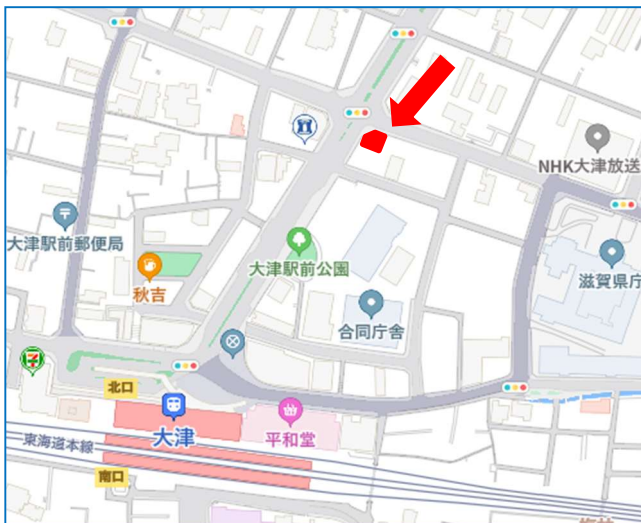 NHK大津放送
大津駅前郵便局
大津駅前公園
滋賀県庁
秋吉
合同庁舎
北口
大津
平和堂
東海道本線
南口